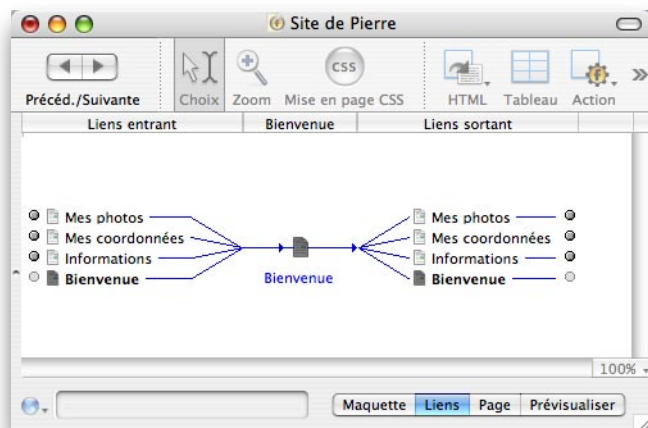 Site de Pierre
Précéd./Suivante
Choix
Zoom
CSS
Mise en page CSS
HTML
Tableau
Action
Liens entrant
Bienvenue
Liens sortant
Mes photos
Mes coordonnées
Informations
Bienvenue
Bienvenue
Mes photos
Mes coordonnées
Informations
Bienvenue
100%
Maquette
Liens
Page
Prévisualiser